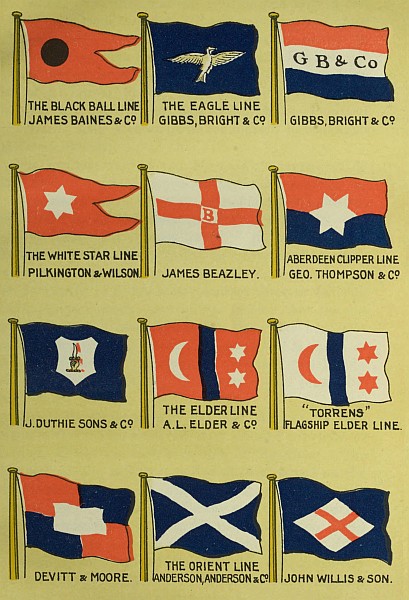 THE BLACK BALL LINE
JAMES BAINES & Co
THE EAGLE LINE
GIBBS, BRIGHT & Co
G B & Co
GIBBS, BRIGHT & Co
THE WHITE STAR LINE
PILKINGTON & WILSON.
B
JAMES BEAZLEY.
ABERDEEN CLIPPER LINE
GEO. THOMPSON & Co
J. DUTHIE SONS & Co
THE ELDER LINE
A.L. ELDER & Co
"TORRENS"
FLAGSHIP ELDER LINE.
DEVITT & MOORE.
THE ORIENT LINE
ANDERSON, ANDERSON & Co
JOHN WILLIS & SON.